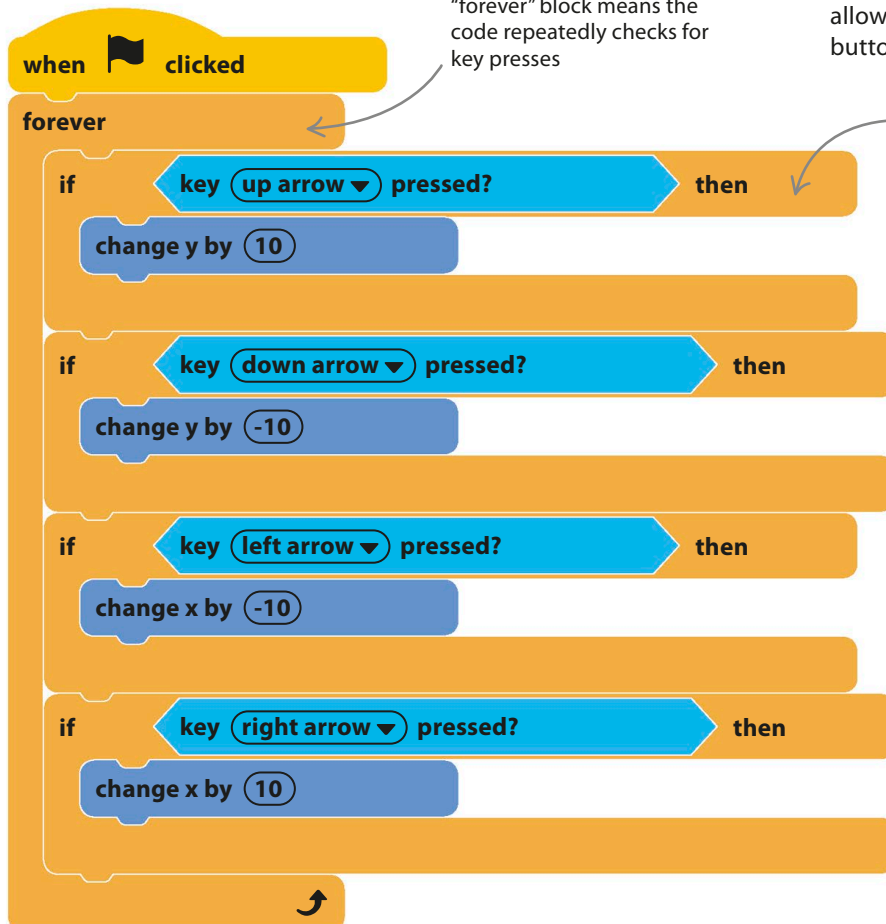 "forever" block means the
code repeatedly checks for
key presses
allow
butto
when clicked
forever
if key up arrow pressed? then
change y by 10
if key down arrow pressed? then
change y by -10
if key left arrow pressed? then
change x by -10
if key right arrow pressed? then
change x by 10